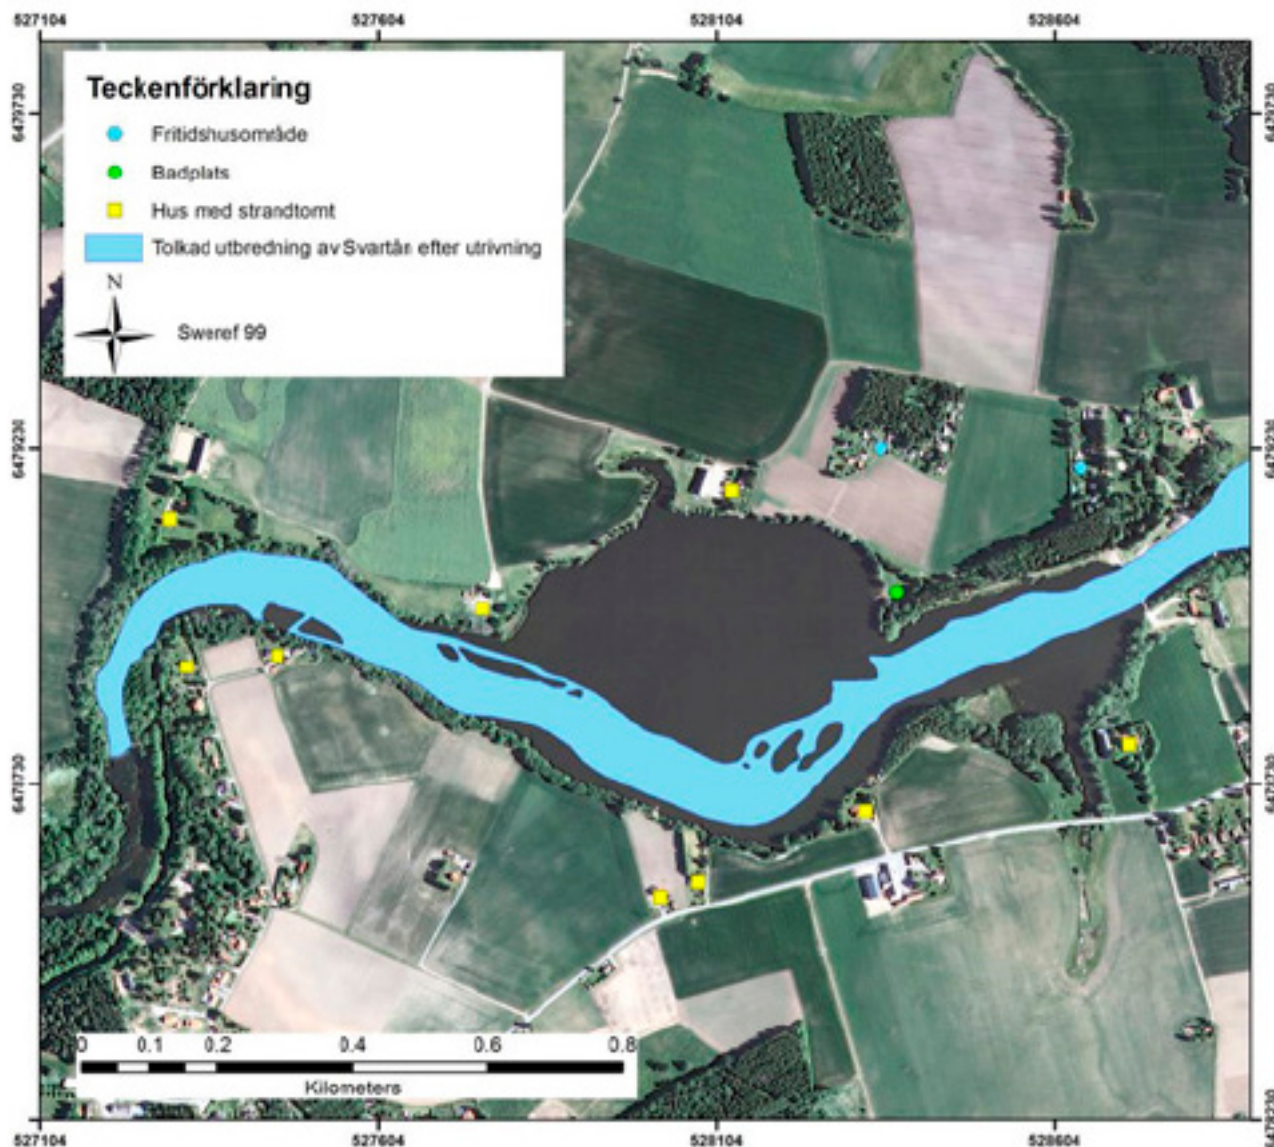 527104 527604 528104 528604
6479730 6479730
Teckenförklaring
Fritidshusområde
Badplats
Hus med strandtomt
Tolkad utbredning av Svartån efter utrivning
N
Sweref 99
6479230 6479230
6478730 6478730
0 0.1 0.2 0.4 0.6 0.8
Kilometers
6478230
527104 527604 528104 528604